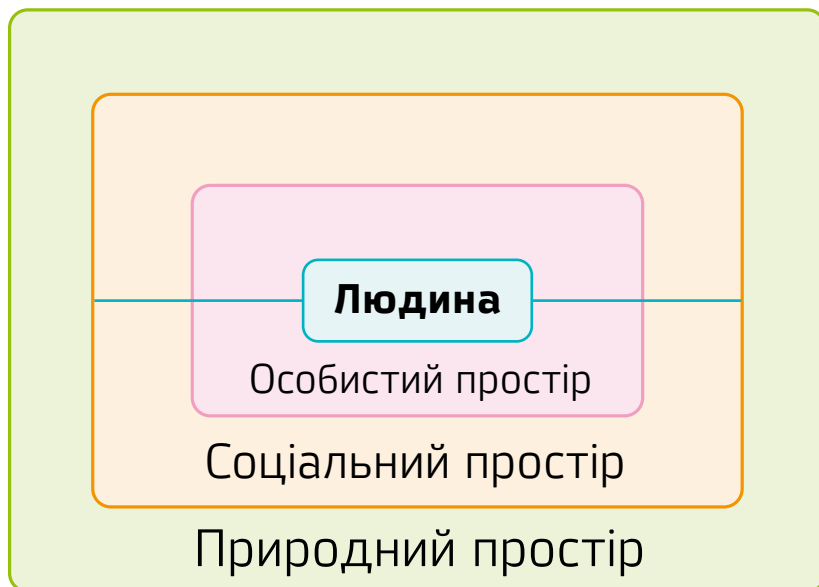 Людина
Особистий простір
Соціальний простір
Природний простір